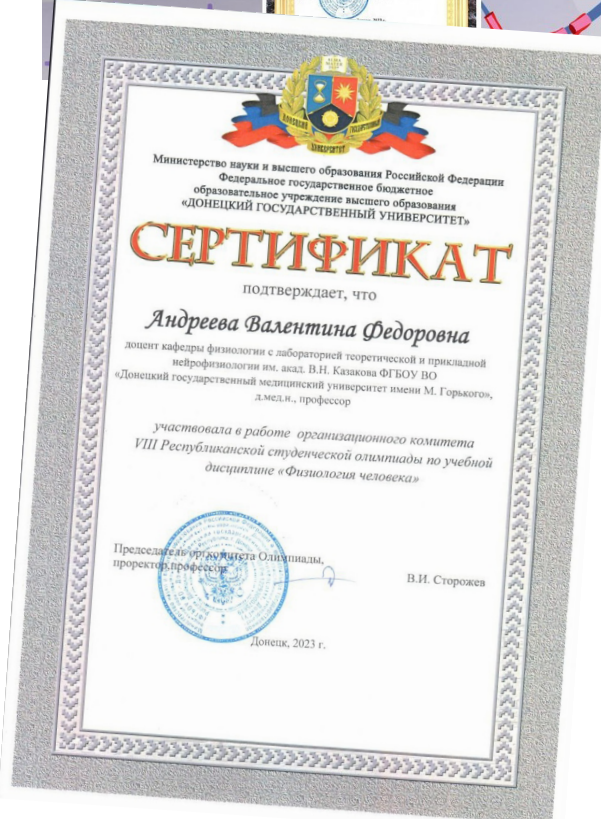 ДОНЕЦКИЙ ГОСУДАРСТВЕННЫЙ
УНИВЕРСИТЕТ
Министерство науки и высшего образования Российской Федерации
Федеральное государственное бюджетное
образовательное учреждение высшего образования
«ДОНЕЦКИЙ ГОСУДАРСТВЕННЫЙ УНИВЕРСИТЕТ»
СЕРТИФИКАТ
подтверждает, что
Андреева Валентина Федоровна
доцент кафедры физиологии с лабораторией теоретической и прикладной
нейрофизиологии им. акад. В.Н. Казакова ФГБОУ ВО
«Донецкий государственный медицинский университет имени М. Горького»,
д.мед.н., профессор
участвовала в работе организационного комитета
VIII Республиканской студенческой олимпиады по учебной
дисциплине «Физиология человека»
Председатель оргкомитета Олимпиады,
проректор,профессор
В.И. Сторожев
Донецк, 2023 г.